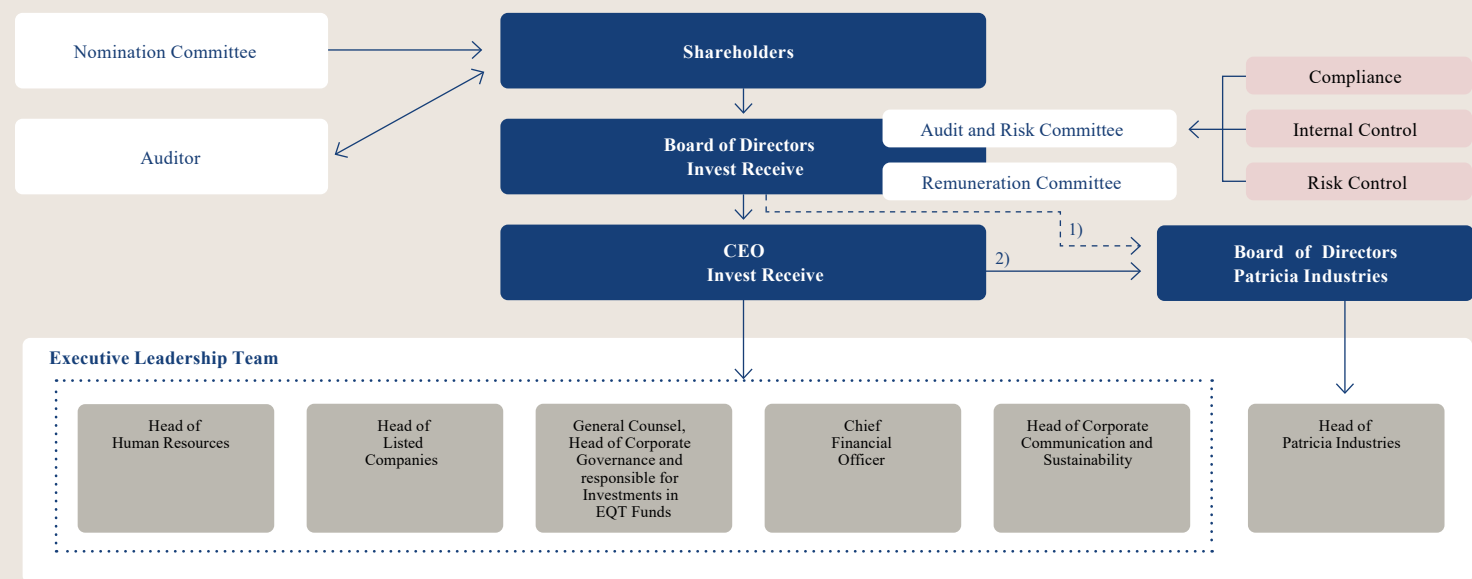 Nomination Committee
Shareholders
Compliance
Auditor
Board of Directors
Invest Receive
Audit and Risk Committee
Internal Control
Remuneration Committee
Risk Control
1)
CEO
Invest Receive
2)
Board of Directors
Patricia Industries
Executive Leadership Team
Head of
Human Resources
Head of
Listed
Companies
General Counsel,
Head of Corporate
Governance and
responsible for
Investments in
EQT Funds
Chief
Financial
Officer
Head of Corporate
Communication and
Sustainability
Head of
Patricia Industries